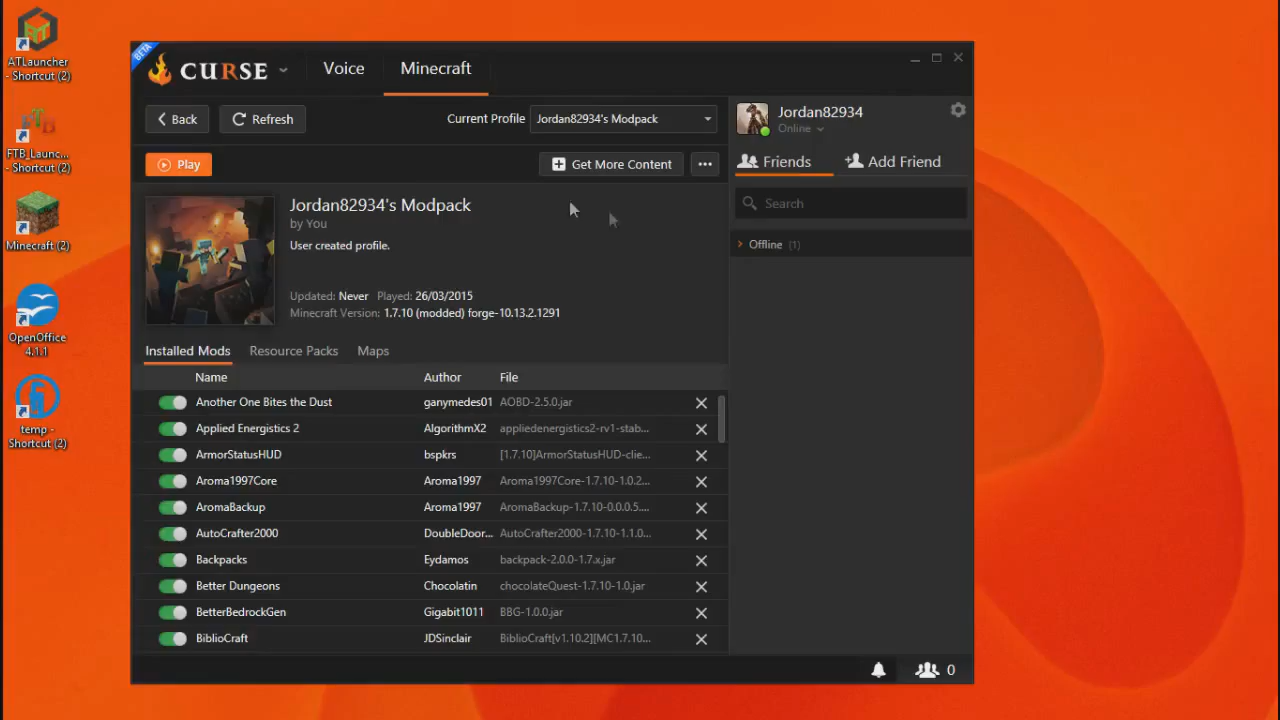 ATLauncher
- Shortcut (2)
FTB_Launc...
- Shortcut (2)
Minecraft (2)
OpenOffice
4.1.1
temp -
Shortcut (2)
BETA
CURSE
Voice
Minecraft
Back
Refresh
Current Profile
Jordan82934's Modpack
Play
Get More Content
Jordan82934's Modpack
by You
User created profile.
Updated: Never Played: 26/03/2015
Minecraft Version: 1.7.10 (modded) forge-10.13.2.1291
Installed Mods
Resource Packs
Maps
Name Author File
Another One Bites the Dust ganymedes01 AOBD-2.5.0.jar
Applied Energistics 2 AlgorithmX2 appliedenergistics2-rv1-stab...
ArmorStatusHUD bspkrs [1.7.10]ArmorStatusHUD-clie...
Aroma1997Core Aroma1997 Aroma1997Core-1.7.10-1.0.2...
AromaBackup Aroma1997 AromaBackup-1.7.10-0.0.0.5....
AutoCrafter2000 DoubleDoor... AutoCrafter2000-1.7.10-1.1.0...
Backpacks Eydamos backpack-2.0.0-1.7.x.jar
Better Dungeons Chocolatin chocolateQuest-1.7.10-1.0.jar
BetterBedrockGen Gigabit1011 BBG-1.0.0.jar
BiblioCraft JDSinclair BiblioCraft[v1.10.2][MC1.7.10...
Jordan82934
Online
Friends
Add Friend
Search
Offline (1)
0